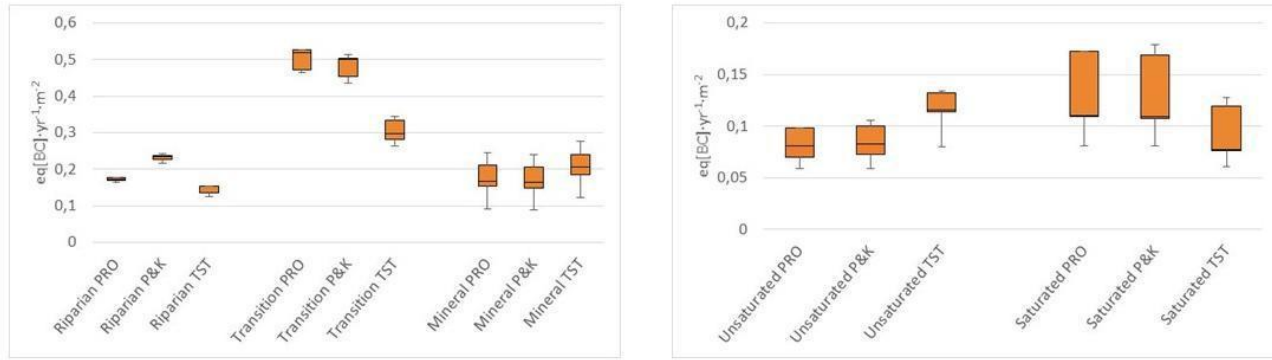 0,6
0,5
0,4
0,3
0,2
0,1
0
eq[BC]·yr⁻¹·m⁻²
Riparian PRO
Riparian P&K
Riparian TST
Transition PRO
Transition P&K
Transition TST
Mineral PRO
Mineral P&K
Mineral TST
0,2
0,15
0,1
0,05
0
eq[BC]·yr⁻¹·m⁻²
Unsaturated PRO
Unsaturated P&K
Unsaturated TST
Saturated PRO
Saturated P&K
Saturated TST